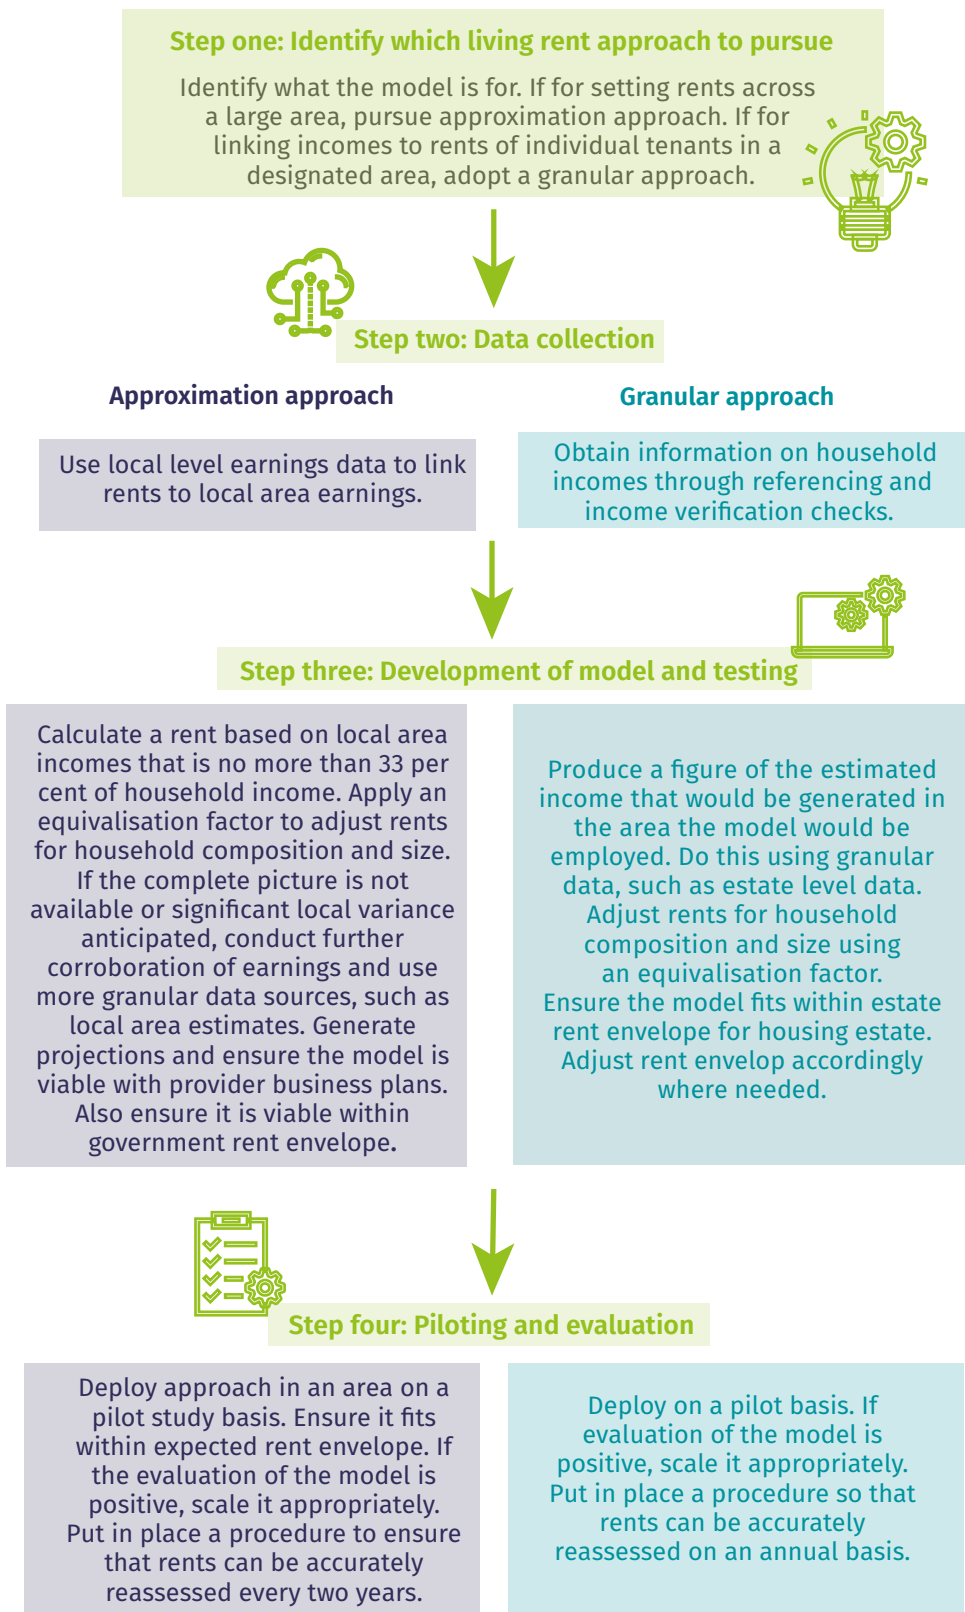 Step one: Identify which living rent approach to pursue
Identify what the model is for. If for setting rents across
a large area, pursue approximation approach. If for
linking incomes to rents of individual tenants in a
designated area, adopt a granular approach.
Step two: Data collection
Approximation approach
Use local level earnings data to link
rents to local area earnings.
Granular approach
Obtain information on household
incomes through referencing and
income verification checks.
Step three: Development of model and testing
Calculate a rent based on local area
incomes that is no more than 33 per
cent of household income. Apply an
equivalisation factor to adjust rents
for household composition and size.
If the complete picture is not
available or significant local variance
anticipated, conduct further
corroboration of earnings and use
more granular data sources, such as
local area estimates. Generate
projections and ensure the model is
viable with provider business plans.
Also ensure it is viable within
government rent envelope.
Produce a figure of the estimated
income that would be generated in
the area the model would be
employed. Do this using granular
data, such as estate level data.
Adjust rents for household
composition and size using
an equivalisation factor.
Ensure the model fits within estate
rent envelope for housing estate.
Adjust rent envelop accordingly
where needed.
Step four: Piloting and evaluation
Deploy approach in an area on a
pilot study basis. Ensure it fits
within expected rent envelope. If
the evaluation of the model is
positive, scale it appropriately.
Put in place a procedure to ensure
that rents can be accurately
reassessed every two years.
Deploy on a pilot basis. If
evaluation of the model is
positive, scale it appropriately.
Put in place a procedure so that
rents can be accurately
reassessed on an annual basis.